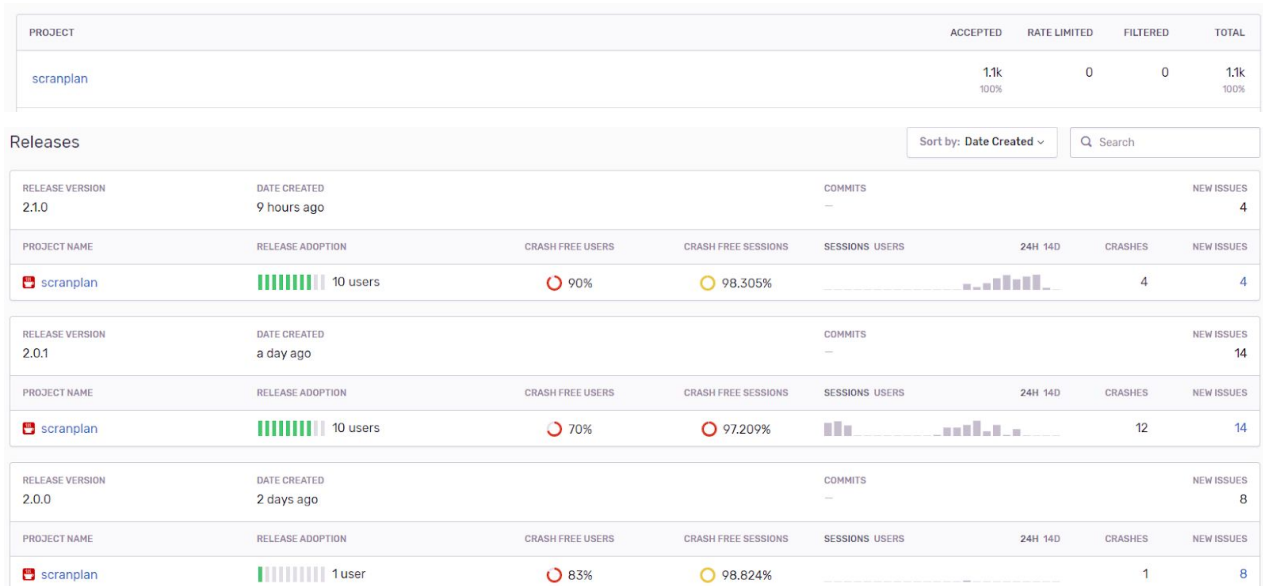 PROJECT ACCEPTED RATE LIMITED FILTERED TOTAL
scranplan 1.1k 0 0 1.1k
100% 100%
Releases Sort by: Date Created Search
RELEASE VERSION DATE CREATED COMMITS NEW ISSUES
2.1.0 9 hours ago — 4
PROJECT NAME RELEASE ADOPTION CRASH FREE USERS CRASH FREE SESSIONS SESSIONS USERS 24H 14D CRASHES NEW ISSUES
scranplan 10 users 90% 98.305% 4 4
RELEASE VERSION DATE CREATED COMMITS NEW ISSUES
2.0.1 a day ago — 14
PROJECT NAME RELEASE ADOPTION CRASH FREE USERS CRASH FREE SESSIONS SESSIONS USERS 24H 14D CRASHES NEW ISSUES
scranplan 10 users 70% 97.209% 12 14
RELEASE VERSION DATE CREATED COMMITS NEW ISSUES
2.0.0 2 days ago — 8
PROJECT NAME RELEASE ADOPTION CRASH FREE USERS CRASH FREE SESSIONS SESSIONS USERS 24H 14D CRASHES NEW ISSUES
scranplan 1 user 83% 98.824% 1 8